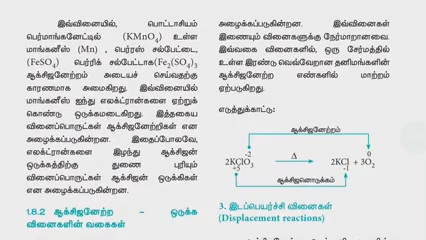 இவ்வினையில், பொட்டாசியம்
பெர்மாங்கனேட்டில் (KMnO₄) உள்ள
மாங்கனீஸ் (Mn) , பெர்ரஸ் சல்பேட்டை,
(FeSO₄) பெர்ரிக் சல்பேட்டாக(Fe₂(SO₄)₃
ஆக்சிஜனேற்றம் அடையச் செய்வதற்கு
காரணமாக அமைகிறது. இவ்வினையில்
மாங்கனீஸ் ஐந்து எலக்ட்ரான்களை ஏற்றுக்
கொண்டு ஒடுக்கமடைகிறது. இத்தகைய
வினைப்பொருட்கள் ஆக்சிஜனேற்றிகள் என
அழைக்கப்படுகின்றன. இதைப்போலவே,
எலக்ட்ரான்களை இழந்து ஆக்சிஜன்
ஒடுக்கத்திற்கு துணை புரியும்
வினைப்பொருட்கள் ஆக்சிஜன் ஒடுக்கிகள்
என அழைக்கப்படுகின்றன.
1.8.2 ஆக்சிஜனேற்ற – ஒடுக்க
வினைகளின் வகைகள்
அழைக்கப்படுகின்றன. இவ்வினைகள்
இணையும் வினைகளுக்கு நேர்மாறானவை.
இவ்வகை வினைகளில், ஒரு சேர்மத்தில்
உள்ள இரண்டு வெவ்வேறான தனிமங்களின்
ஆக்சிஜனேற்ற எண்களில் மாற்றம்
ஏற்படுகிறது.
எடுத்துக்காட்டு:
ஆக்சிஜனேற்றம்
-2 0
2KClO₃ Δ 2KCl + 3O₂
+5 -1
ஆக்சிஜனொடுக்கம்
3. இடப்பெயர்ச்சி வினைகள்
(Displacement reactions)